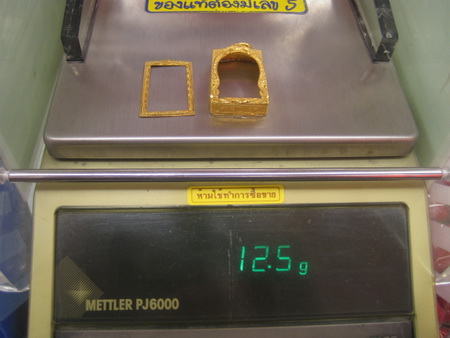 ของแท้ต้องมีเลข 5
ห้ามใช้ทำการซื้อขาย
12.5 g
METTLER PJ6000